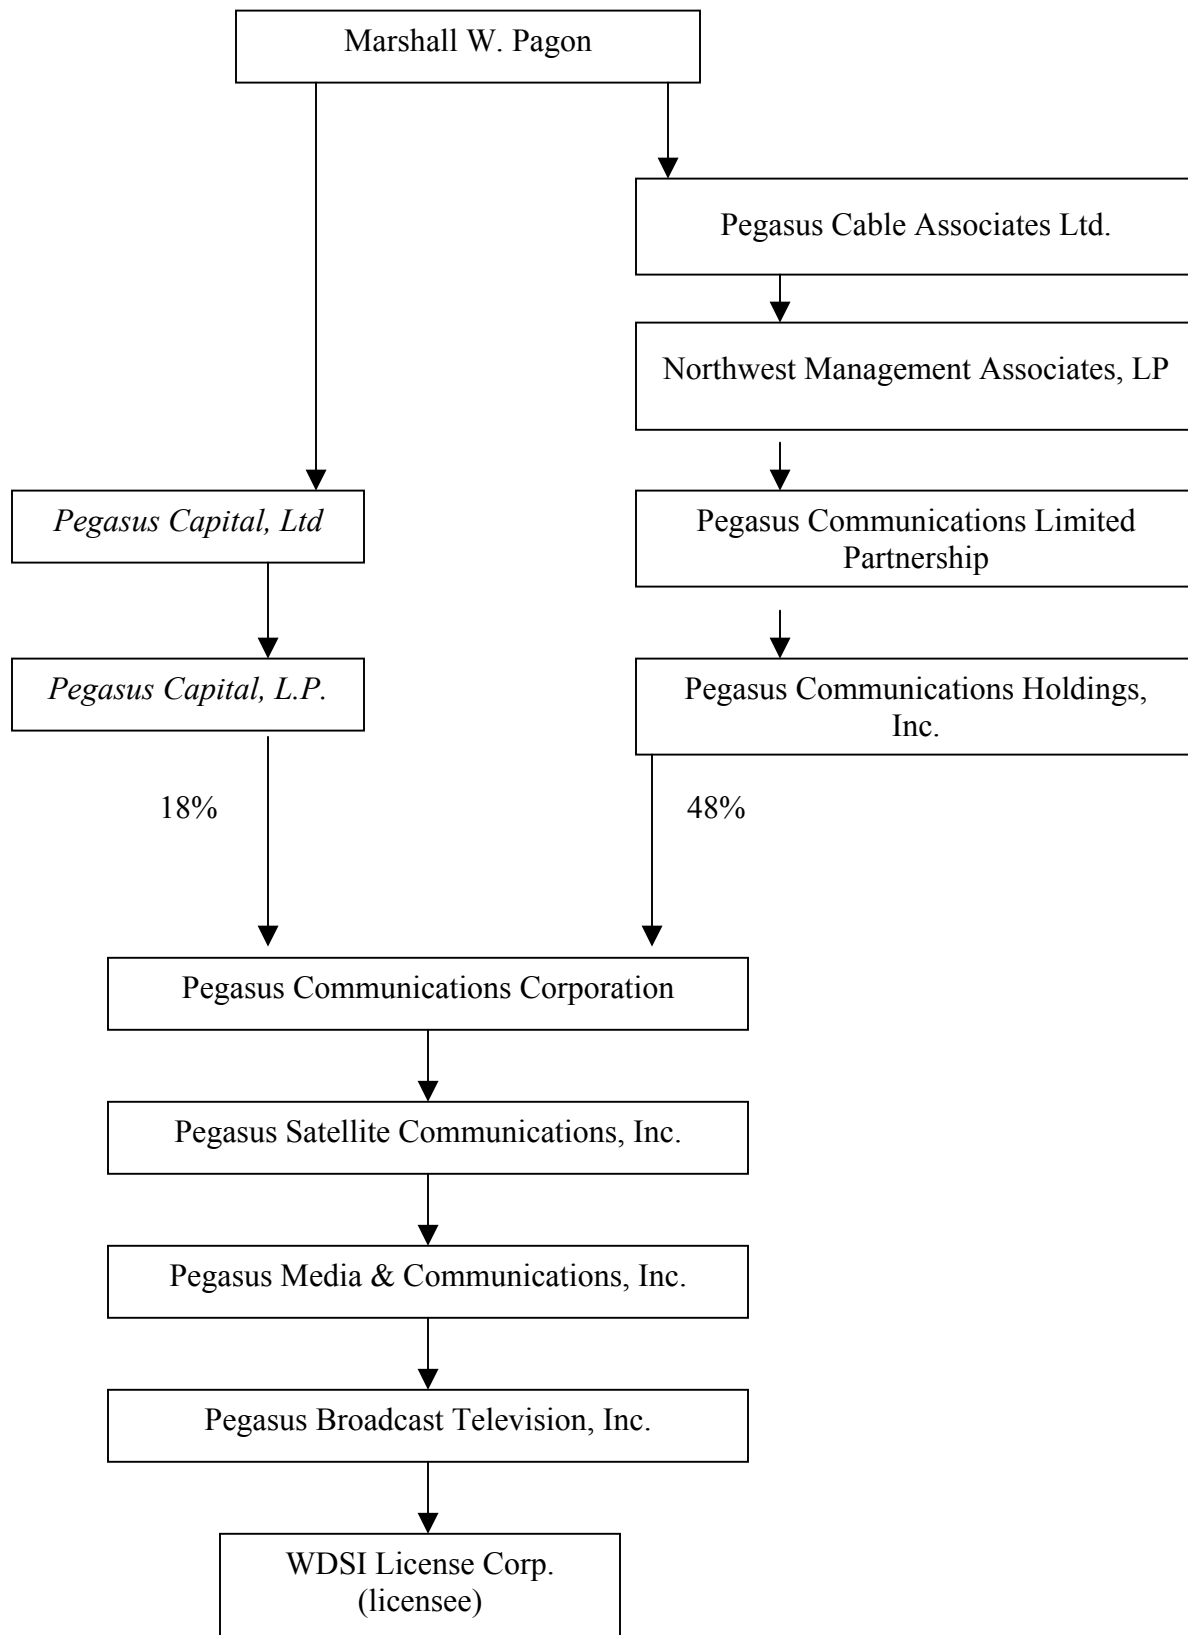 Marshall W. Pagon
Pegasus Cable Associates Ltd.
Northwest Management Associates, LP
Pegasus Capital, Ltd
Pegasus Communications Limited
Partnership
Pegasus Capital, L.P.
Pegasus Communications Holdings,
Inc.
18%
48%
Pegasus Communications Corporation
Pegasus Satellite Communications, Inc.
Pegasus Media & Communications, Inc.
Pegasus Broadcast Television, Inc.
WDSI License Corp.
(licensee)